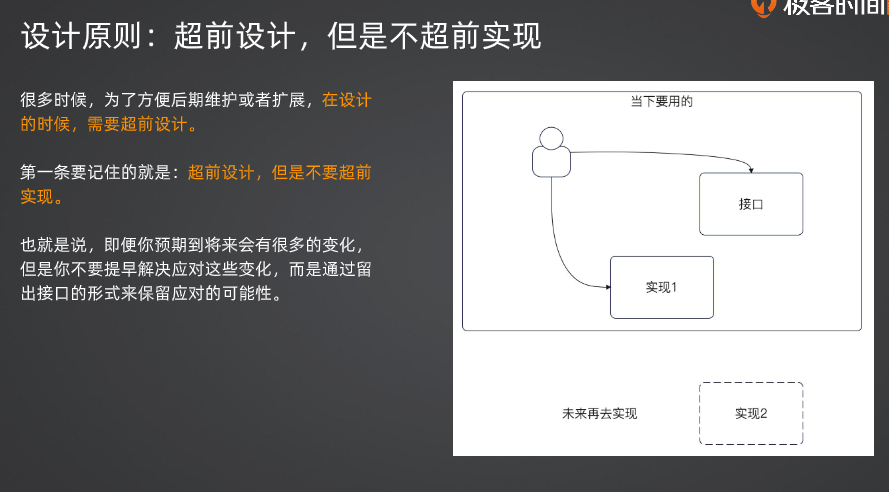 极客时间
设计原则：超前设计，但是不超前实现
很多时候，为了方便后期维护或者扩展，在设计
的时候，需要超前设计。
第一条要记住的就是：超前设计，但是不要超前
实现。
也就是说，即便你预期到将来会有很多的变化，
但是你不要提早解决应对这些变化，而是通过留
出接口的形式来保留应对的可能性。
当下要用的
接口
实现1
未来再去实现
实现2